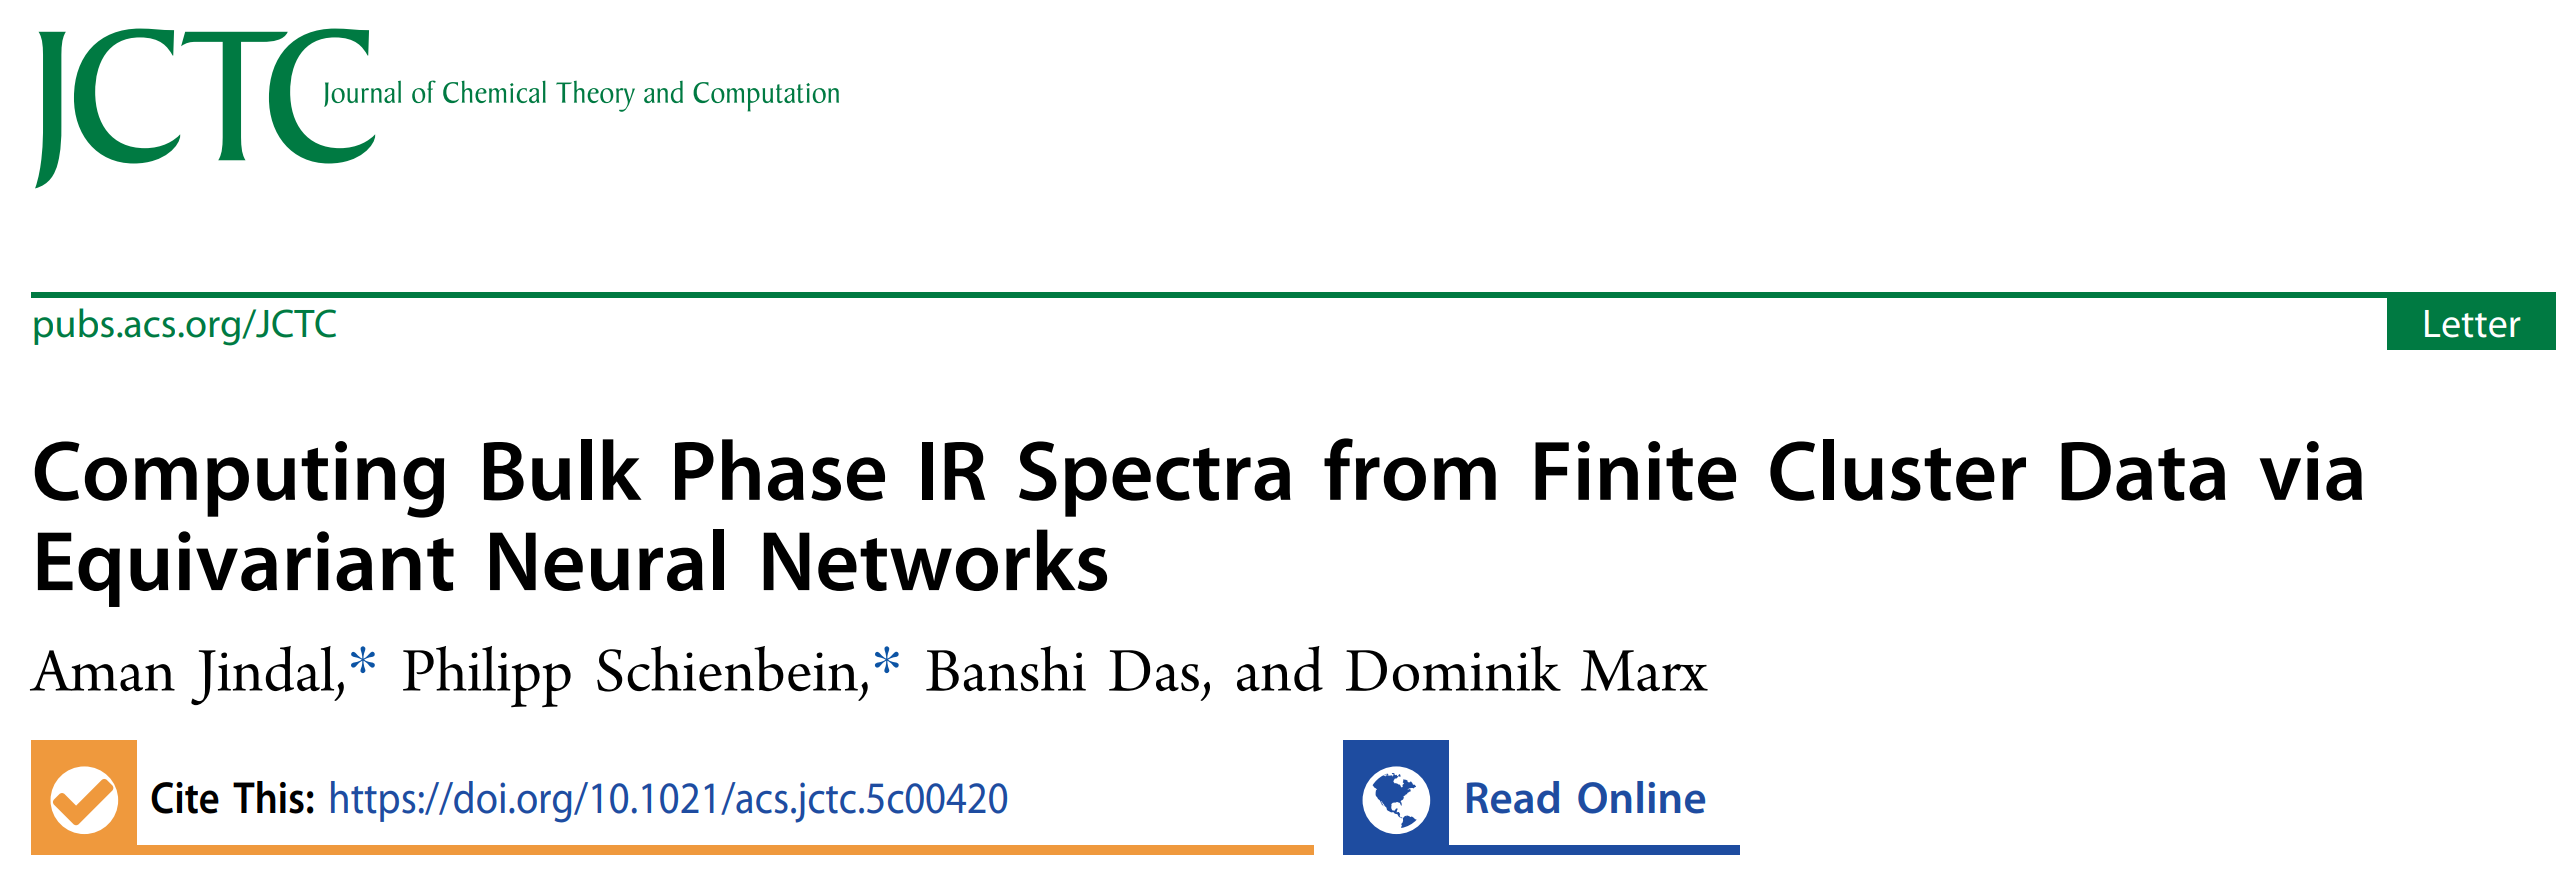 JCTC
Journal of Chemical Theory and Computation
pubs.acs.org/JCTC
Letter
Computing Bulk Phase IR Spectra from Finite Cluster Data via
Equivariant Neural Networks
Aman Jindal,* Philipp Schienbein,* Banshi Das, and Dominik Marx
Cite This: https://doi.org/10.1021/acs.jctc.5c00420
Read Online